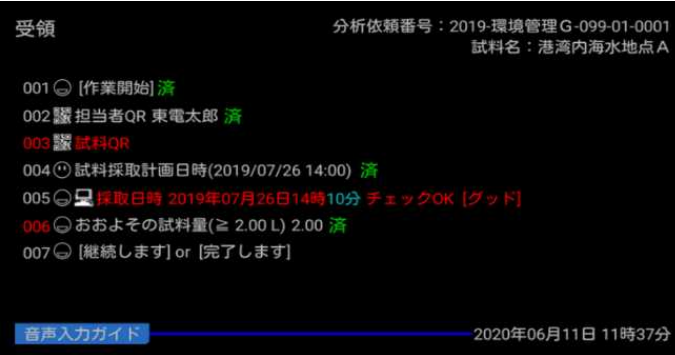 受領
分析依頼番号：2019-環境管理G-099-01-0001
試料名：港湾内海水地点A
001 [作業開始] 済
002 担当者QR 東電太郎 済
003 試料QR
004 試料採取計画日時(2019/07/26 14:00) 済
005 採取日時 2019年07月26日14時10分 チェックOK [グッド]
006 おおよその試料量(≧ 2.00 L) 2.00 済
007 [継続します] or [完了します]
音声入力ガイド
2020年06月11日 11時37分